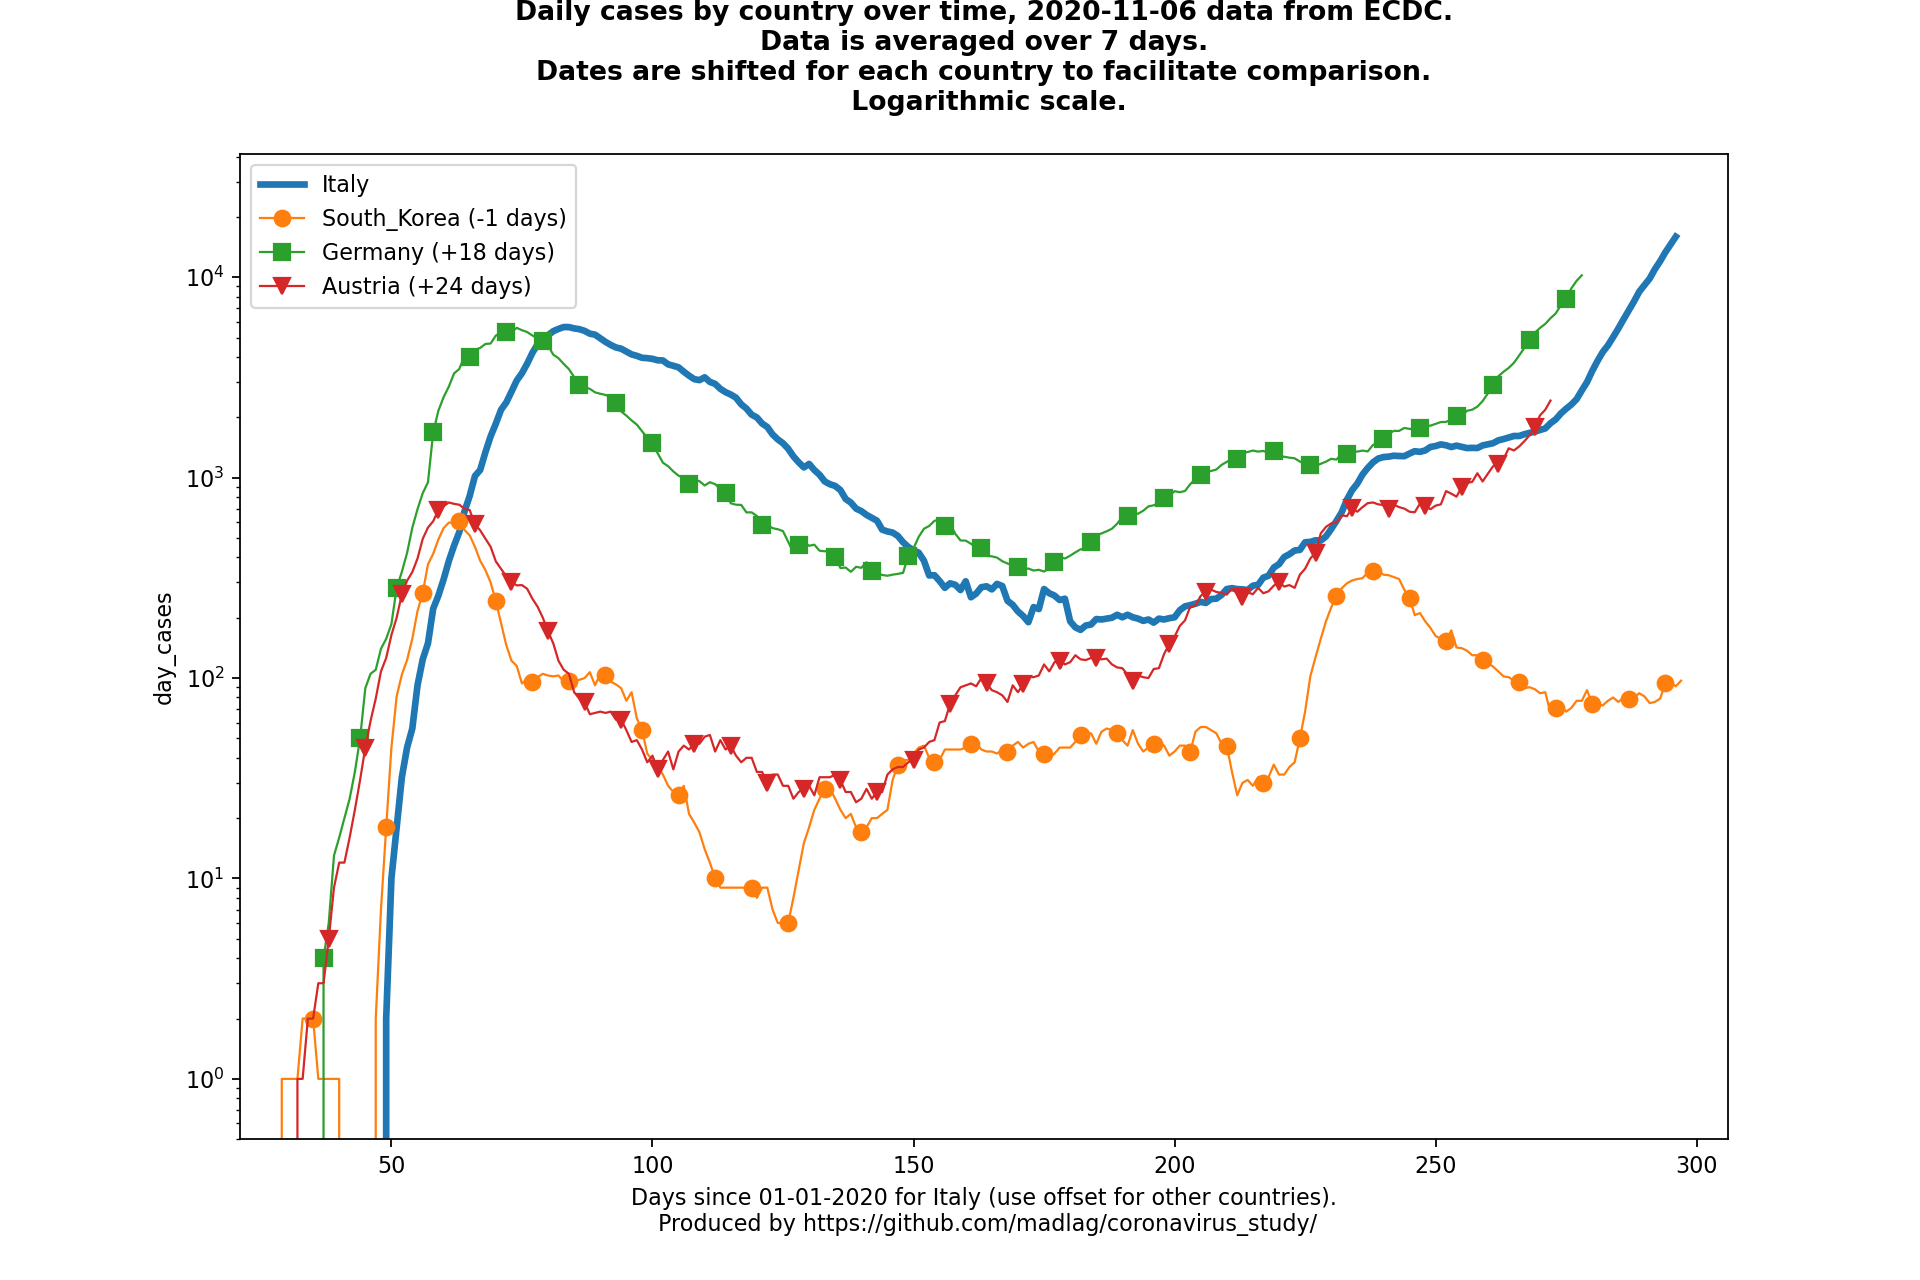 Daily cases by country over time, 2020-11-06 data from ECDC.
Data is averaged over 7 days.
Dates are shifted for each country to facilitate comparison.
Logarithmic scale.
Italy
South_Korea (-1 days)
Germany (+18 days)
Austria (+24 days)
day_cases
10⁴
10³
10²
10¹
10⁰
50 100 150 200 250 300
Days since 01-01-2020 for Italy (use offset for other countries).
Produced by https://github.com/madlag/coronavirus_study/